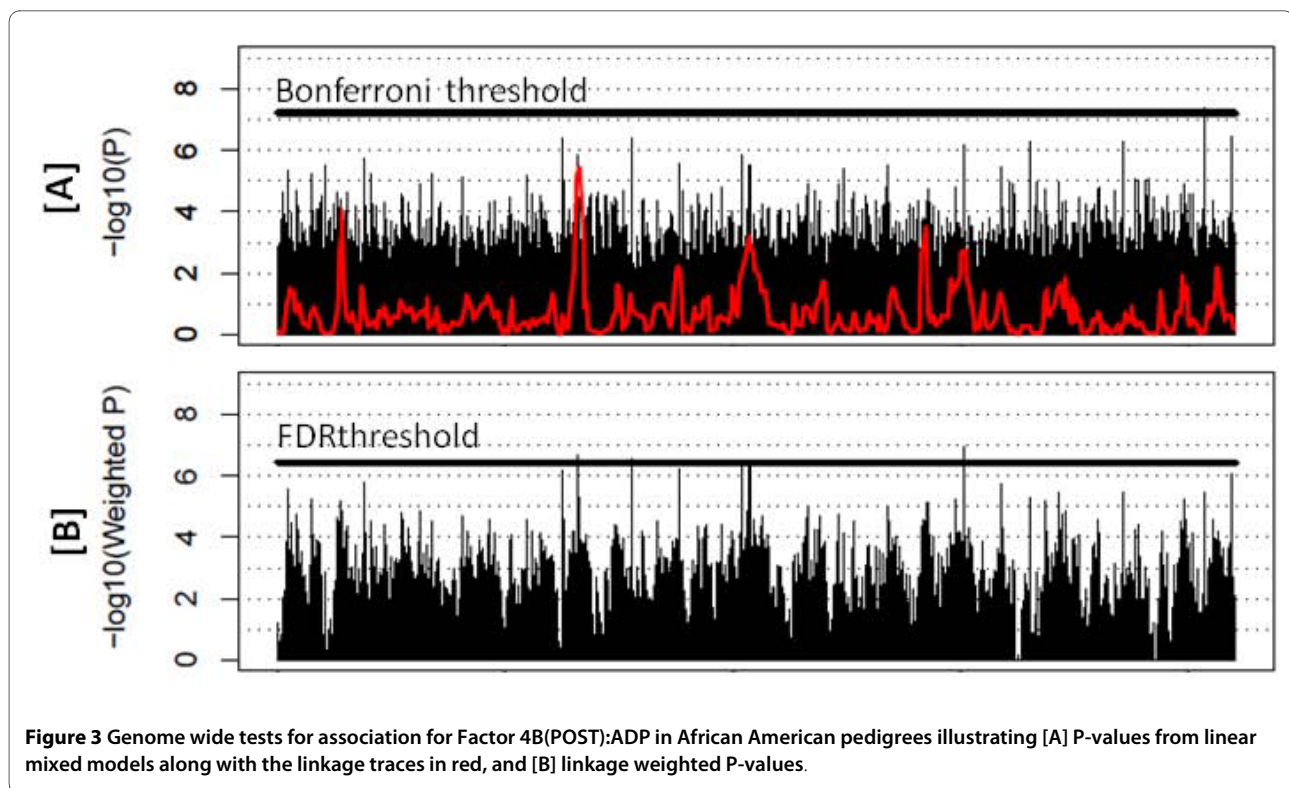 [A]
−log10(P)
8
6
4
2
0
Bonferroni threshold
[B]
−log10(Weighted P)
8
6
4
2
0
FDRthreshold
Figure 3 Genome wide tests for association for Factor 4B(POST):ADP in African American pedigrees illustrating [A] P-values from linear
mixed models along with the linkage traces in red, and [B] linkage weighted P-values.